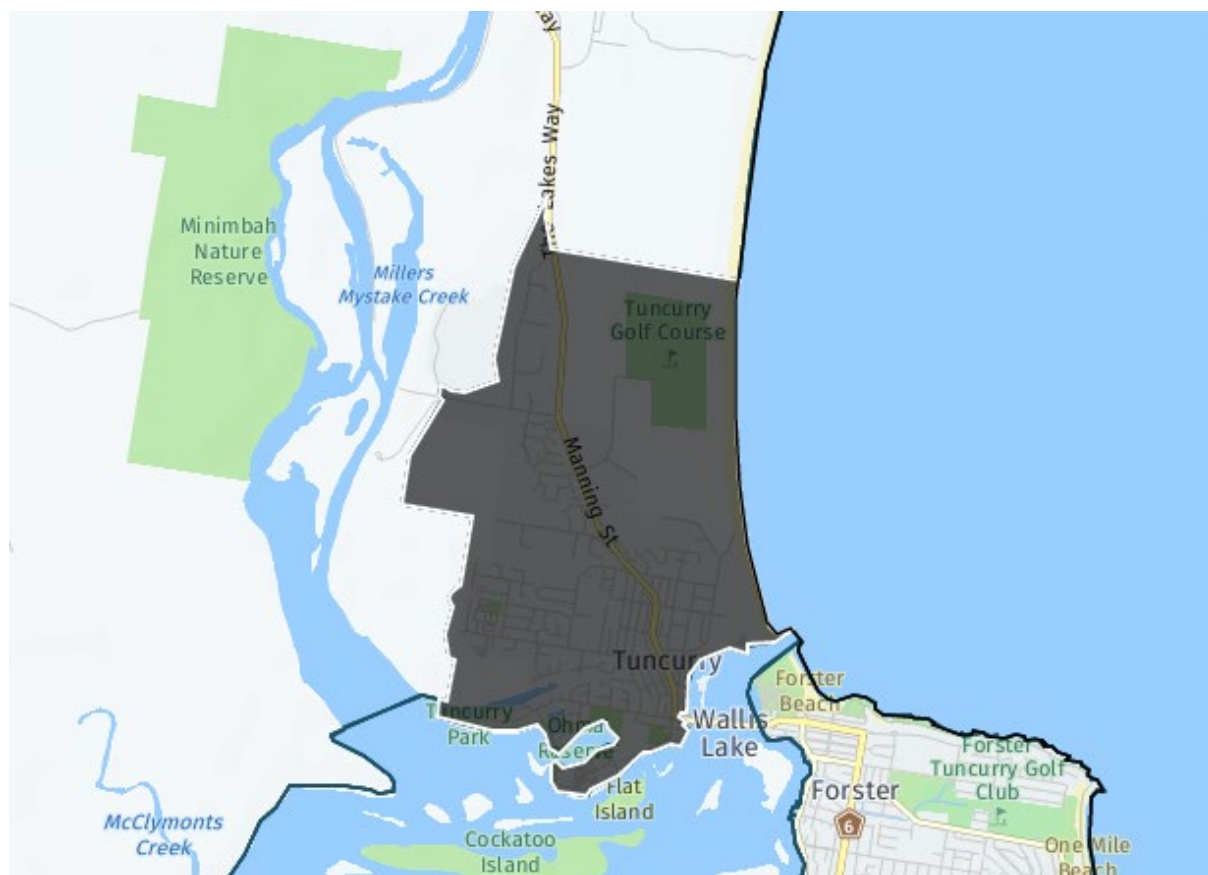 ay
The Lakes Way
Minimbah
Nature
Reserve
Millers
Mystake Creek
Tuncurry
Golf Course
Manning St
Tuncurry
Tuncurry
Park
Ohma
Reserve
Wallis
Lake
Flat
Island
Forster
Beach
Forster
Tuncurry Golf
Club
Forster
6
One Mile
Beach
McClymonts
Creek
Cockatoo
Island